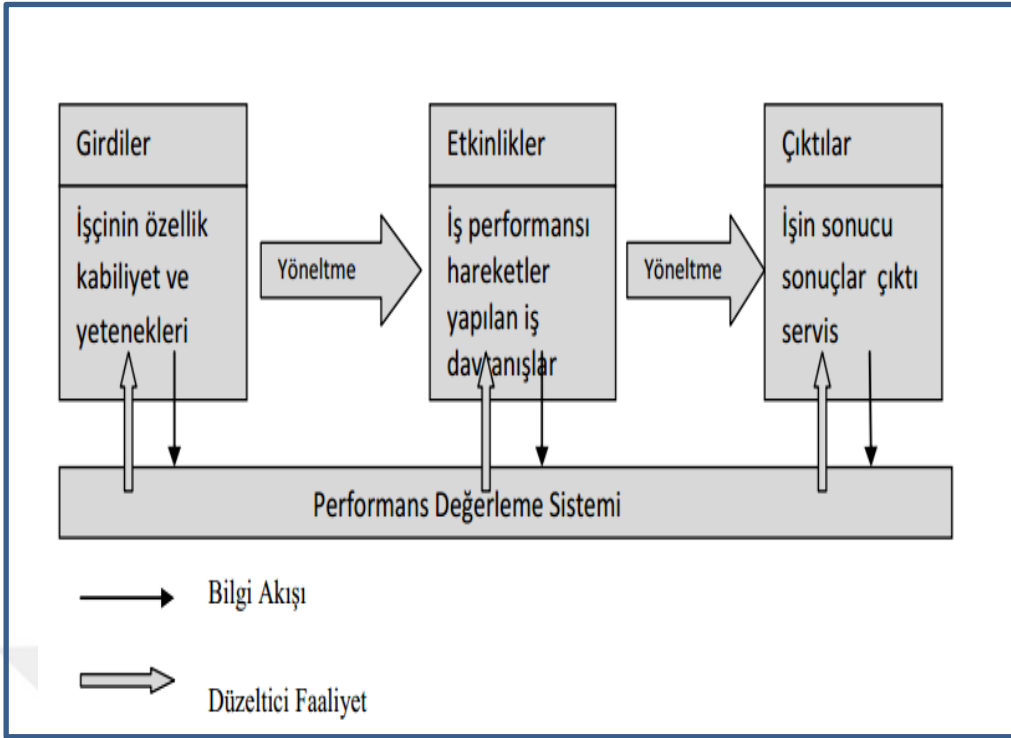 Girdiler
İşçinin özellik
kabiliyet ve
yetenekleri
Yöneltme
Etkinlikler
İş performansı
hareketler
yapılan iş
davranışlar
Yöneltme
Çıktılar
İşin sonucu
sonuçlar çıktı
servis
Performans Değerleme Sistemi
Bilgi Akışı
Düzeltici Faaliyet